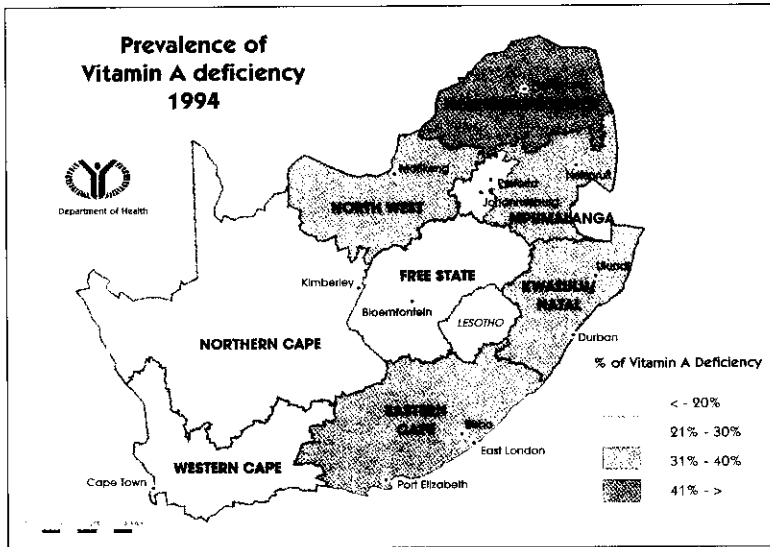 Prevalence of
Vitamin A deficiency
1994
Department of Health
Mafikeng
Nelspruit
Johannesburg
NORTH WEST
MPUMALANGA
Ulundi
FREE STATE
Kimberley
KWAZULU/
NATAL
Bloemfontein
LESOTHO
Durban
NORTHERN CAPE
% of Vitamin A Deficiency
< - 20%
EASTERN
CAPE
21% - 30%
Bisho
East London
31% - 40%
WESTERN CAPE
Cape Town
Port Elizabeth
41% - >